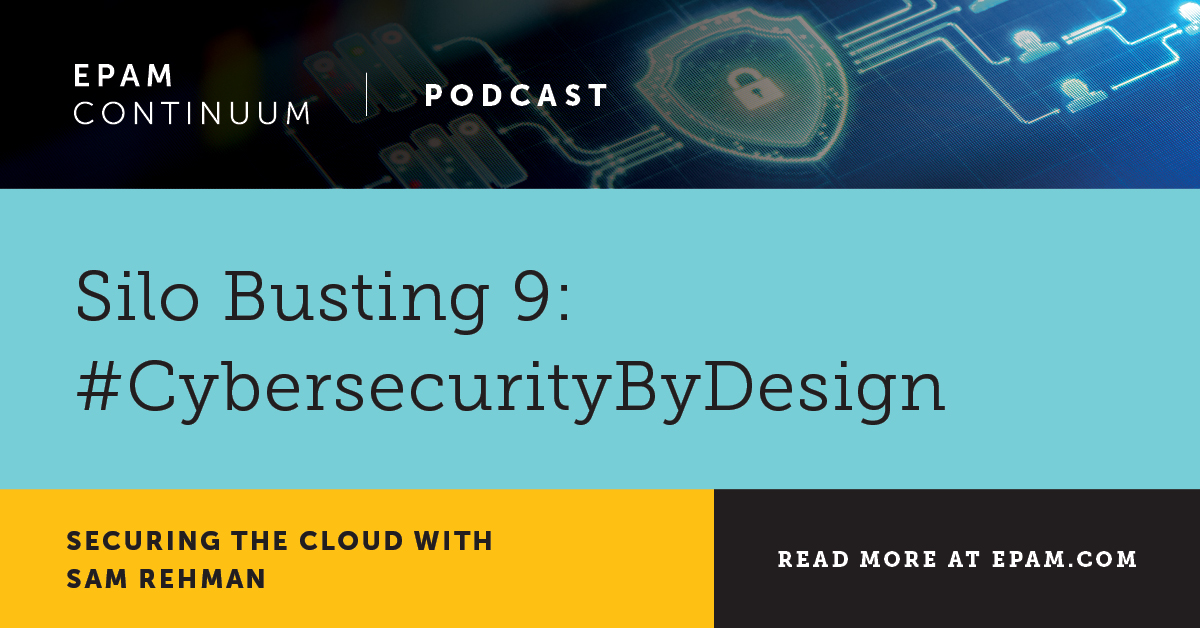 EPAM
CONTINUUM
PODCAST
Silo Busting 9:
#CybersecurityByDesign
SECURING THE CLOUD WITH
SAM REHMAN
READ MORE AT EPAM.COM